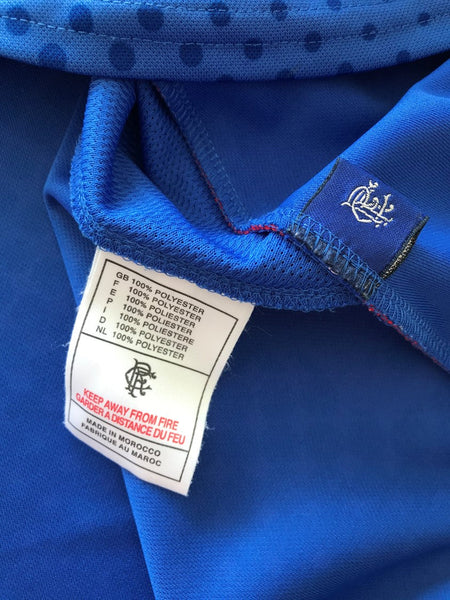 GB 100% POLYESTER
F 100% POLYESTER
E 100% POLIESTER
P 100% POLIESTER
I 100% POLIESTERE
D 100% POLYESTER
NL 100% POLYESTER
RFC
KEEP AWAY FROM FIRE
GARDER A DISTANCE DU FEU
MADE IN MOROCCO
FABRIQUE AU MAROC